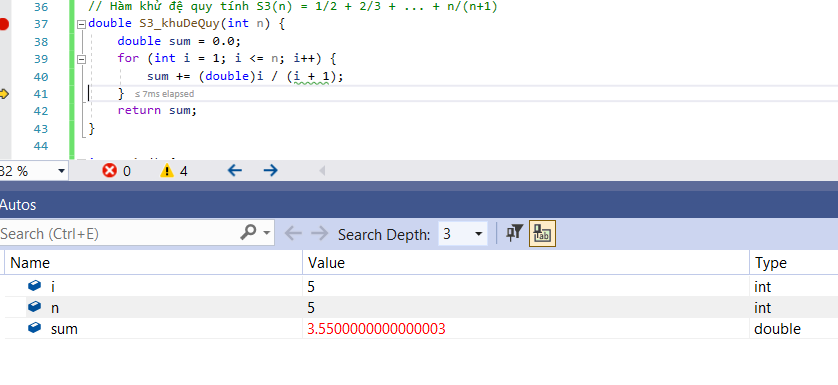 36 // Hàm khử đệ quy tính S3(n) = 1/2 + 2/3 + ... + n/(n+1)
37 double S3_khuDeQuy(int n) {
38 double sum = 0.0;
39 for (int i = 1; i <= n; i++) {
40 sum += (double)i / (i + 1);
41 } ≤ 7ms elapsed
42 return sum;
43 }
44
32 % 0 4
Autos
Search (Ctrl+E) Search Depth: 3
Name Value Type
i 5 int
n 5 int
sum 3.5500000000000003 double